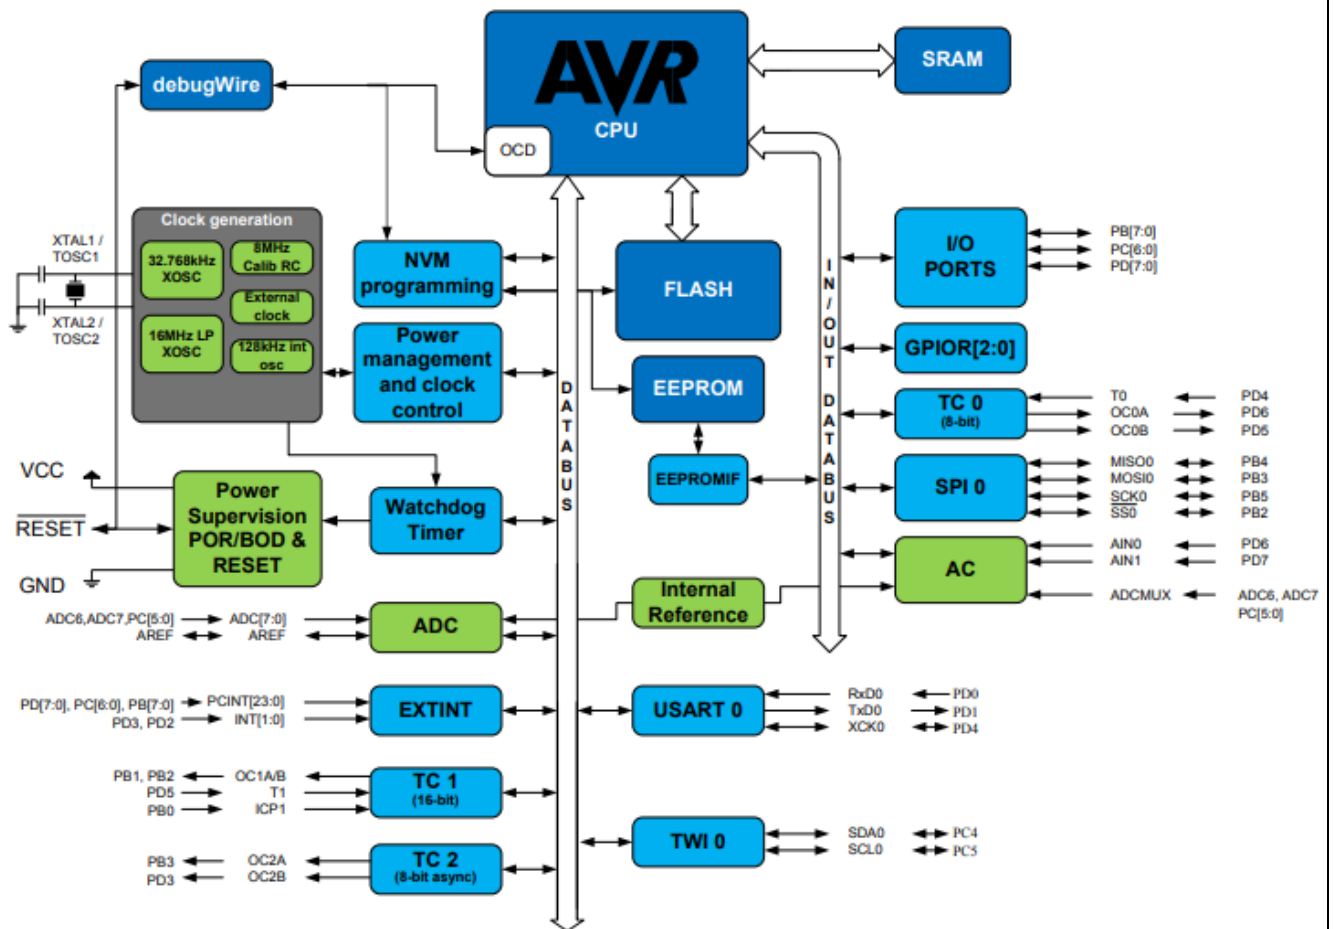 AVR
CPU
OCD
SRAM
debugWire
Clock generation
XTAL1 /
TOSC1
32.768kHz
XOSC
8MHz
Calib RC
External
clock
XTAL2 /
TOSC2
16MHz LP
XOSC
128kHz int
osc
NVM
programming
FLASH
I/O
PORTS
PB[7:0]
PC[6:0]
PD[7:0]
Power
management
and clock
control
EEPROM
EEPROMIF
DATABUS
IN/OUT DATABUS
GPIOR[2:0]
TC 0
(8-bit)
T0 PD4
OC0A PD6
OC0B PD5
SPI 0
MISO0 PB4
MOSI0 PB3
SCK0 PB5
SS0 PB2
VCC
RESET
GND
Power
Supervision
POR/BOD &
RESET
Watchdog
Timer
AC
AIN0 PD6
AIN1 PD7
ADCMUX ADC6, ADC7
PC[5:0]
Internal
Reference
ADC6,ADC7,PC[5:0] ADC[7:0]
AREF AREF
ADC
PD[7:0], PC[6:0], PB[7:0] PCINT[23:0]
PD3, PD2 INT[1:0]
EXTINT
USART 0
RxD0 PD0
TxD0 PD1
XCK0 PD4
PB1, PB2 OC1A/B
PD5 T1
PB0 ICP1
TC 1
(16-bit)
TWI 0
SDA0 PC4
SCL0 PC5
PB3 OC2A
PD3 OC2B
TC 2
(8-bit async)